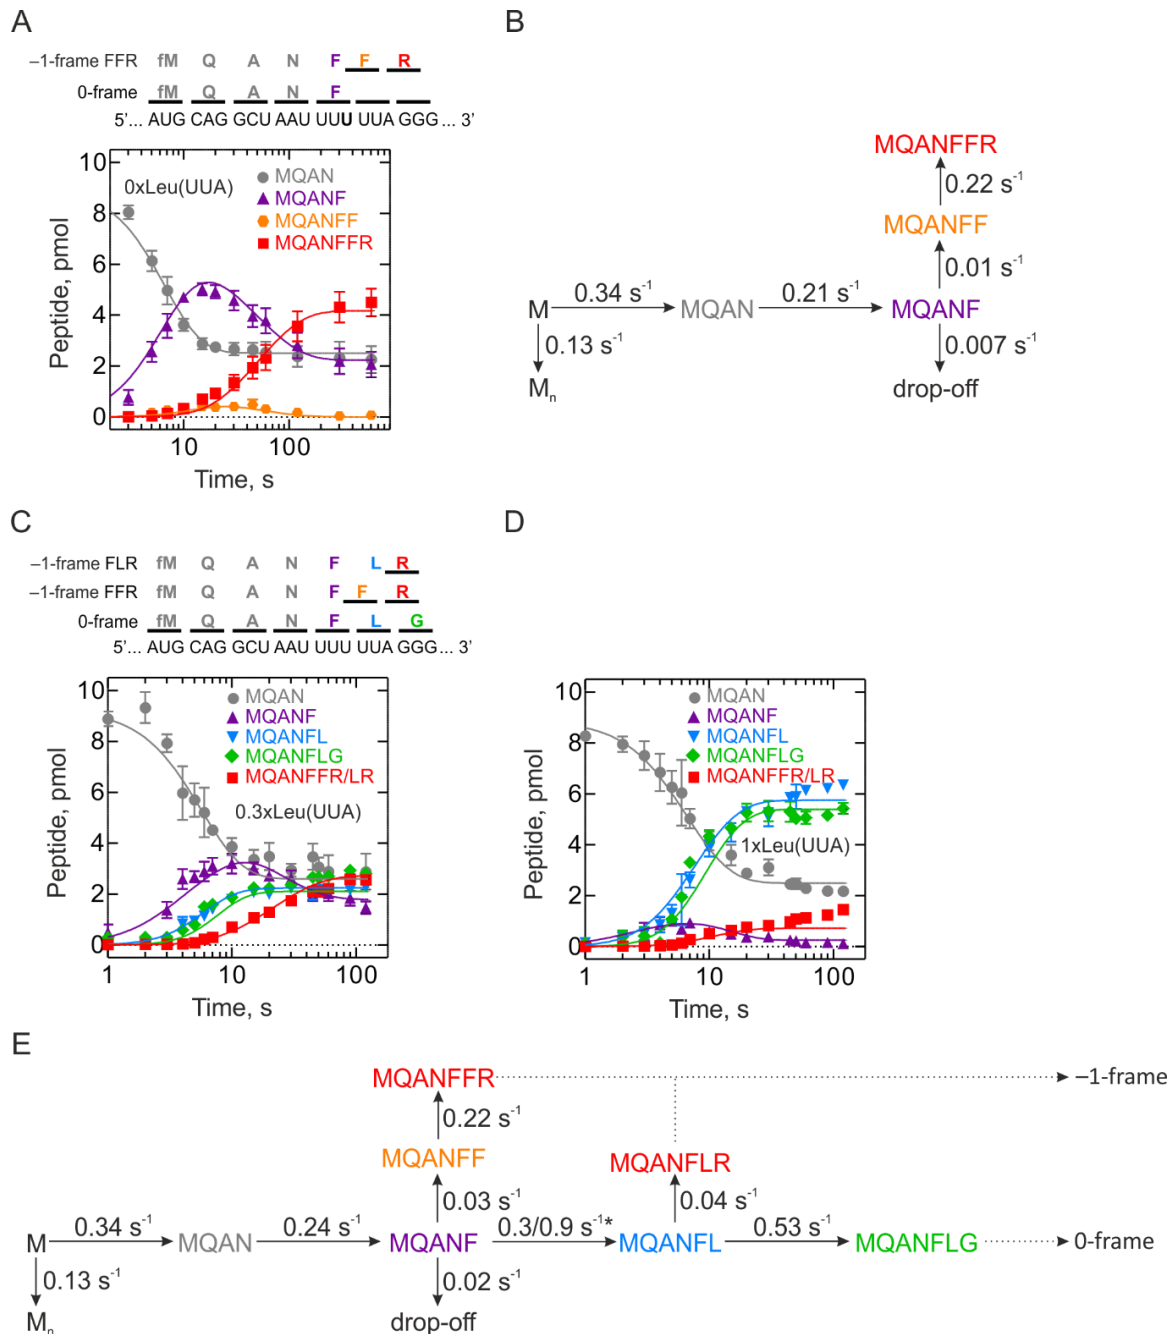 A
–1-frame FFR fM Q A N F F R
0-frame fM Q A N F
5'... AUG CAG GCU AAU UUU UUA GGG ... 3'
10
8
6
4
2
0
Peptide, pmol
0xLeu(UUA)
MQAN
MQANF
MQANFF
MQANFFR
10 100
Time, s
B
MQANFFR
0.22 s⁻¹
MQANFF
0.01 s⁻¹
M 0.34 s⁻¹ MQAN 0.21 s⁻¹ MQANF
0.13 s⁻¹ 0.007 s⁻¹
Mₙ drop-off
C
–1-frame FLR fM Q A N F L R
–1-frame FFR fM Q A N F F R
0-frame fM Q A N F L G
5'... AUG CAG GCU AAU UUU UUA GGG ... 3'
10
8
6
4
2
0
Peptide, pmol
MQAN
MQANF
MQANFL
MQANFLG
MQANFFR/LR
0.3xLeu(UUA)
1 10 100
Time, s
D
10
8
6
4
2
0
Peptide, pmol
MQAN
MQANF
MQANFL
MQANFLG
MQANFFR/LR
1xLeu(UUA)
1 10 100
Time, s
E
MQANFFR –1-frame
0.22 s⁻¹
MQANFF MQANFLR
0.03 s⁻¹ 0.04 s⁻¹
M 0.34 s⁻¹ MQAN 0.24 s⁻¹ MQANF 0.3/0.9 s⁻¹* MQANFL 0.53 s⁻¹ MQANFLG 0-frame
0.13 s⁻¹ 0.02 s⁻¹
Mₙ drop-off